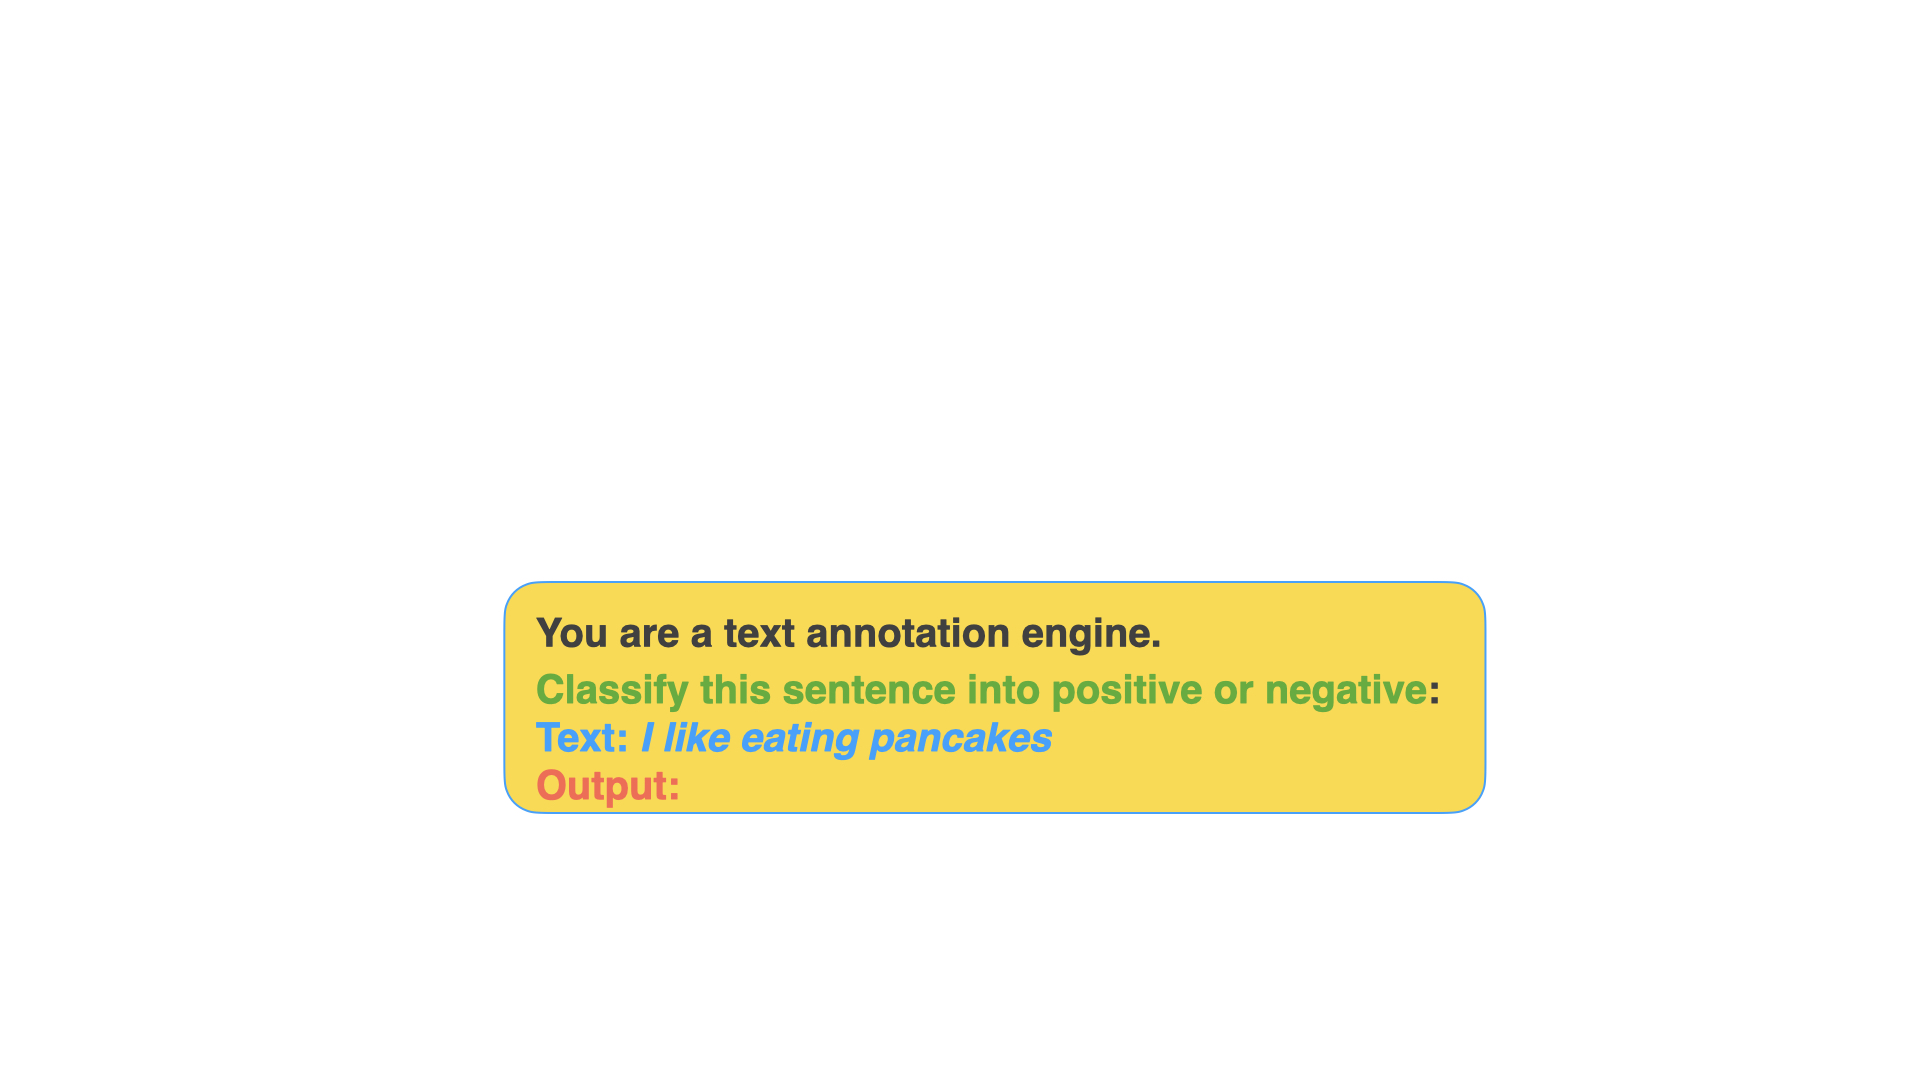 You are a text annotation engine.
Classify this sentence into positive or negative:
Text: I like eating pancakes
Output: